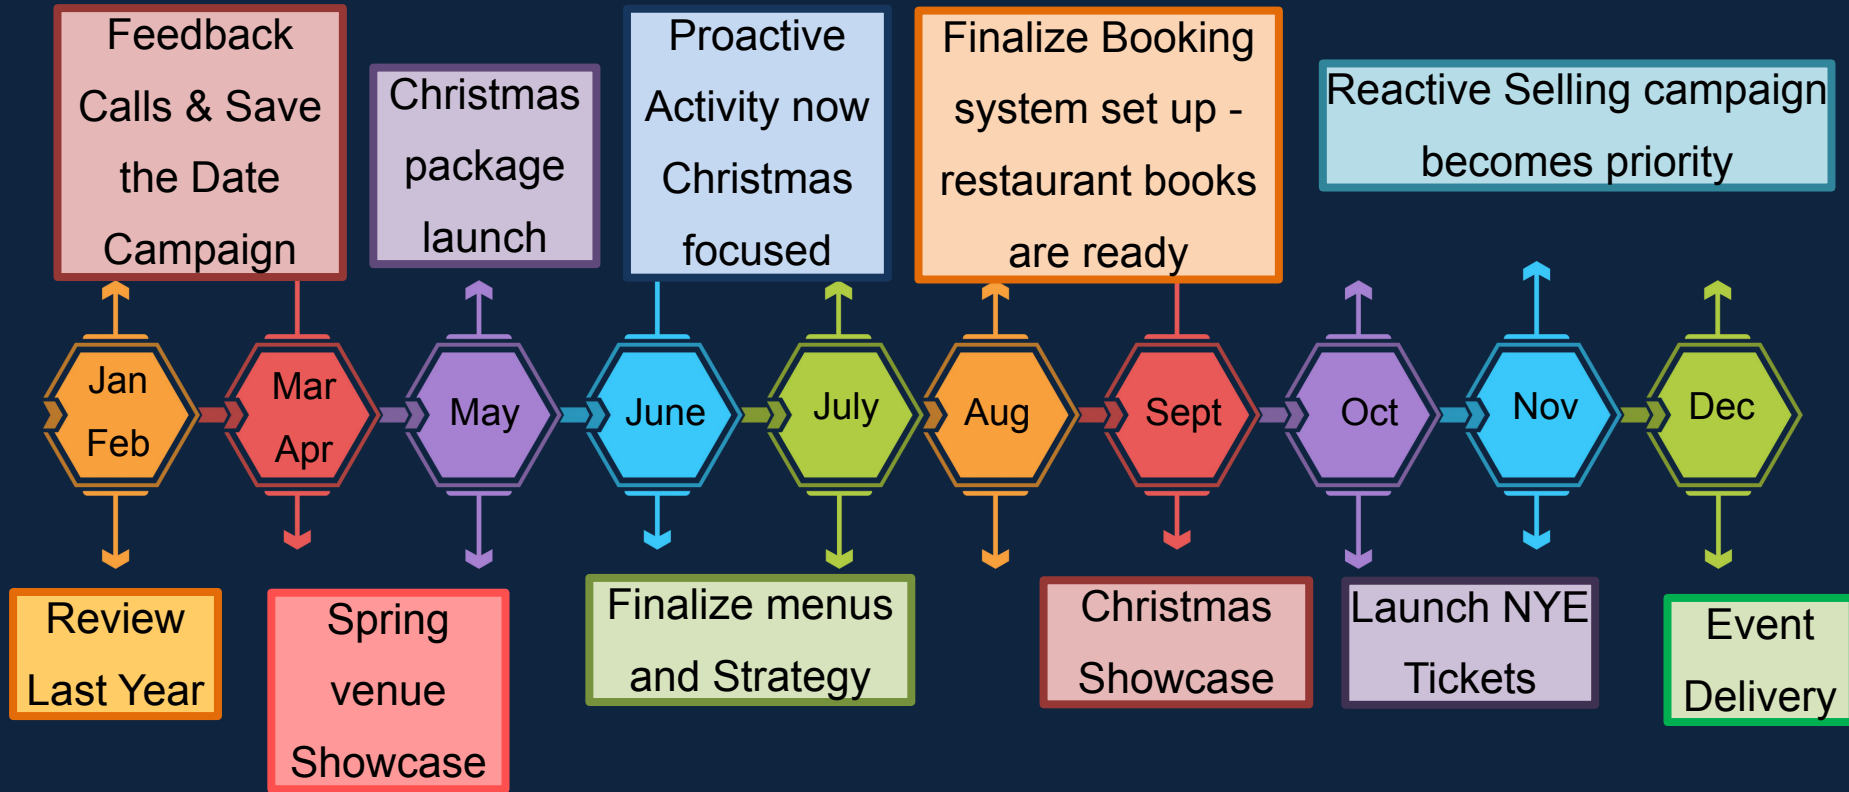 Feedback
Calls & Save
the Date
Campaign
Christmas
package
launch
Proactive
Activity now
Christmas
focused
Finalize Booking
system set up -
restaurant books
are ready
Reactive Selling campaign
becomes priority
Jan
Feb
Mar
Apr
May
June
July
Aug
Sept
Oct
Nov
Dec
Review
Last Year
Spring
venue
Showcase
Finalize menus
and Strategy
Christmas
Showcase
Launch NYE
Tickets
Event
Delivery